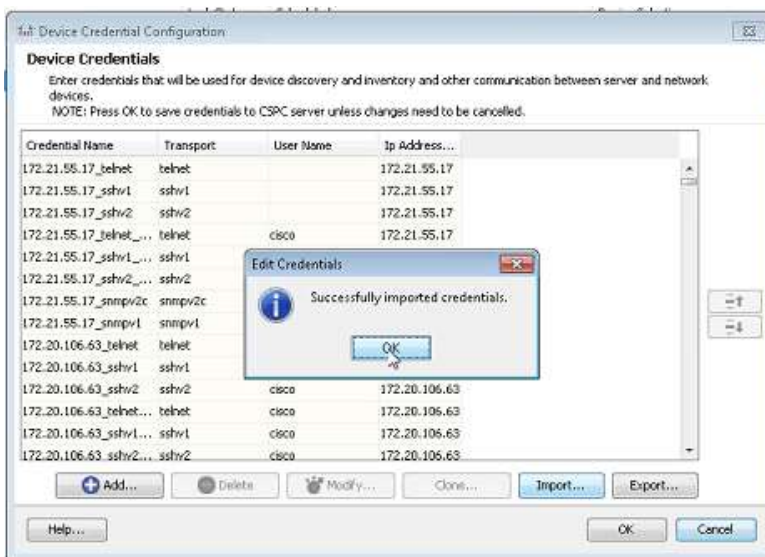 Device Credential Configuration
Device Credentials
Enter credentials that will be used for device discovery and inventory and other communication between server and network
devices.
NOTE: Press OK to save credentials to CSPC server unless changes need to be cancelled.
Credential Name Transport User Name Ip Address...
172.21.55.17_telnet telnet 172.21.55.17
172.21.55.17_sshv1 sshv1 172.21.55.17
172.21.55.17_sshv2 sshv2 172.21.55.17
172.21.55.17_telnet_... telnet cisco 172.21.55.17
172.21.55.17_sshv1_... sshv1
172.21.55.17_sshv2_... sshv2
172.21.55.17_snmpv2c snmpv2c
172.21.55.17_snmpv1 snmpv1
172.20.106.63_telnet telnet
172.20.106.63_sshv1 sshv1
172.20.106.63_sshv2 sshv2 cisco 172.20.106.63
172.20.106.63_telnet... telnet cisco 172.20.106.63
172.20.106.63_sshv1... sshv1 cisco 172.20.106.63
172.20.106.63_sshv2... sshv2 cisco 172.20.106.63
Edit Credentials
Successfully imported credentials.
OK
Add... Delete Modify... Clone... Import... Export...
Help... OK Cancel